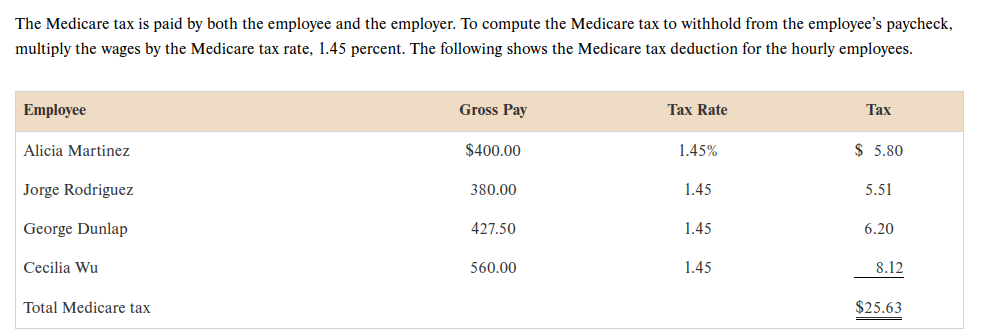 The Medicare tax is paid by both the employee and the employer. To compute the Medicare tax to withhold from the employee’s paycheck,
multiply the wages by the Medicare tax rate, 1.45 percent. The following shows the Medicare tax deduction for the hourly employees.
Employee Gross Pay Tax Rate Tax
Alicia Martinez $400.00 1.45% $ 5.80
Jorge Rodriguez 380.00 1.45 5.51
George Dunlap 427.50 1.45 6.20
Cecilia Wu 560.00 1.45 8.12
Total Medicare tax $25.63